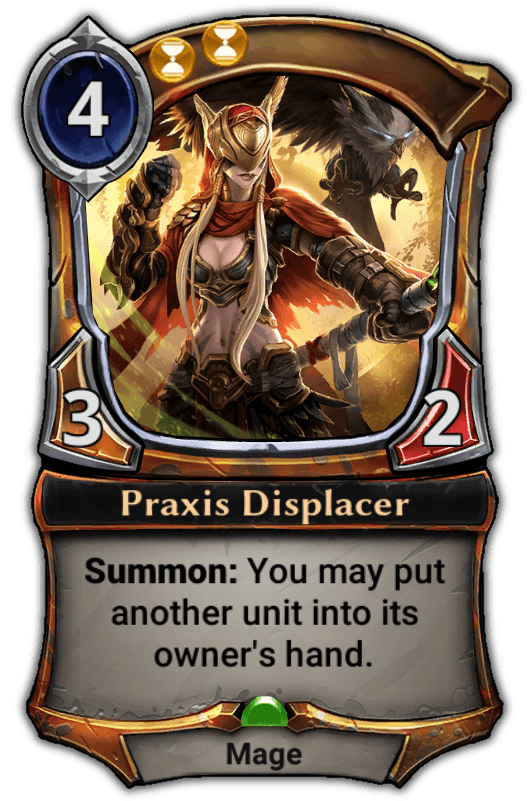 4
3
2
Praxis Displacer
Summon: You may put
another unit into its
owner's hand.
Mage